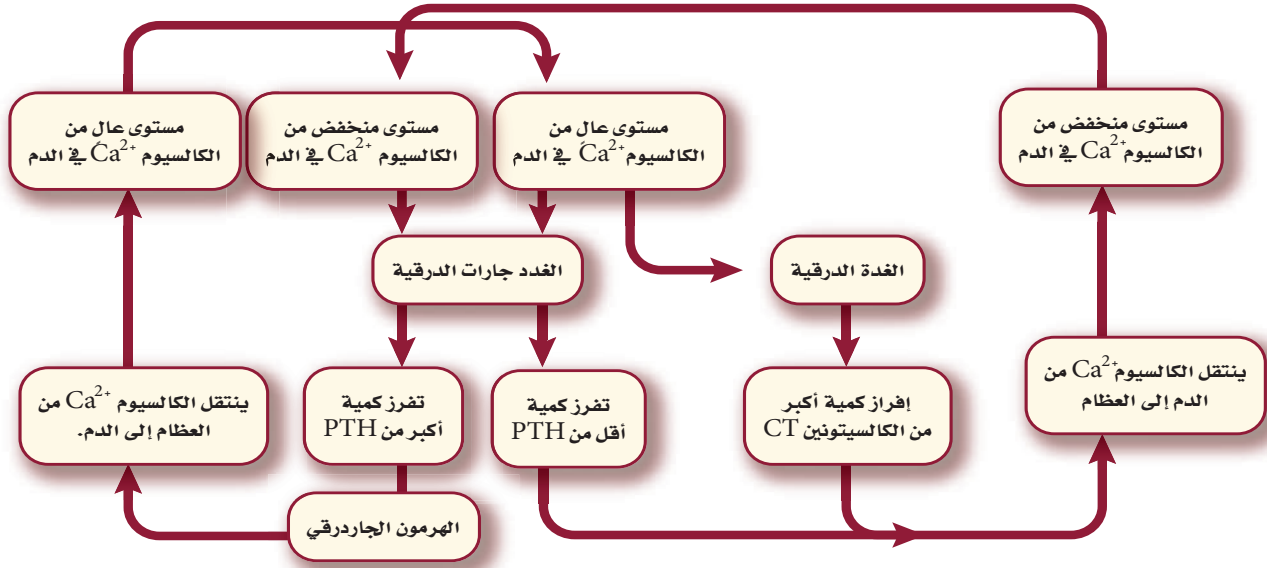 مستوى منخفض من
الكالسيوم Ca²⁺ في الدم
مستوى عالٍ من
الكالسيوم Ca²⁺ في الدم
مستوى منخفض من
الكالسيوم Ca²⁺ في الدم
مستوى عالٍ من
الكالسيوم Ca²⁺ في الدم
الغدة الدرقية
الغدد جارات الدرقية
ينتقل الكالسيوم Ca²⁺ من
الدم إلى العظام
إفراز كمية أكبر
من الكالسيتونين CT
تفرز كمية
أقل من PTH
تفرز كمية
أكبر من PTH
ينتقل الكالسيوم Ca²⁺ من
العظام إلى الدم.
الهرمون الجاردرقي